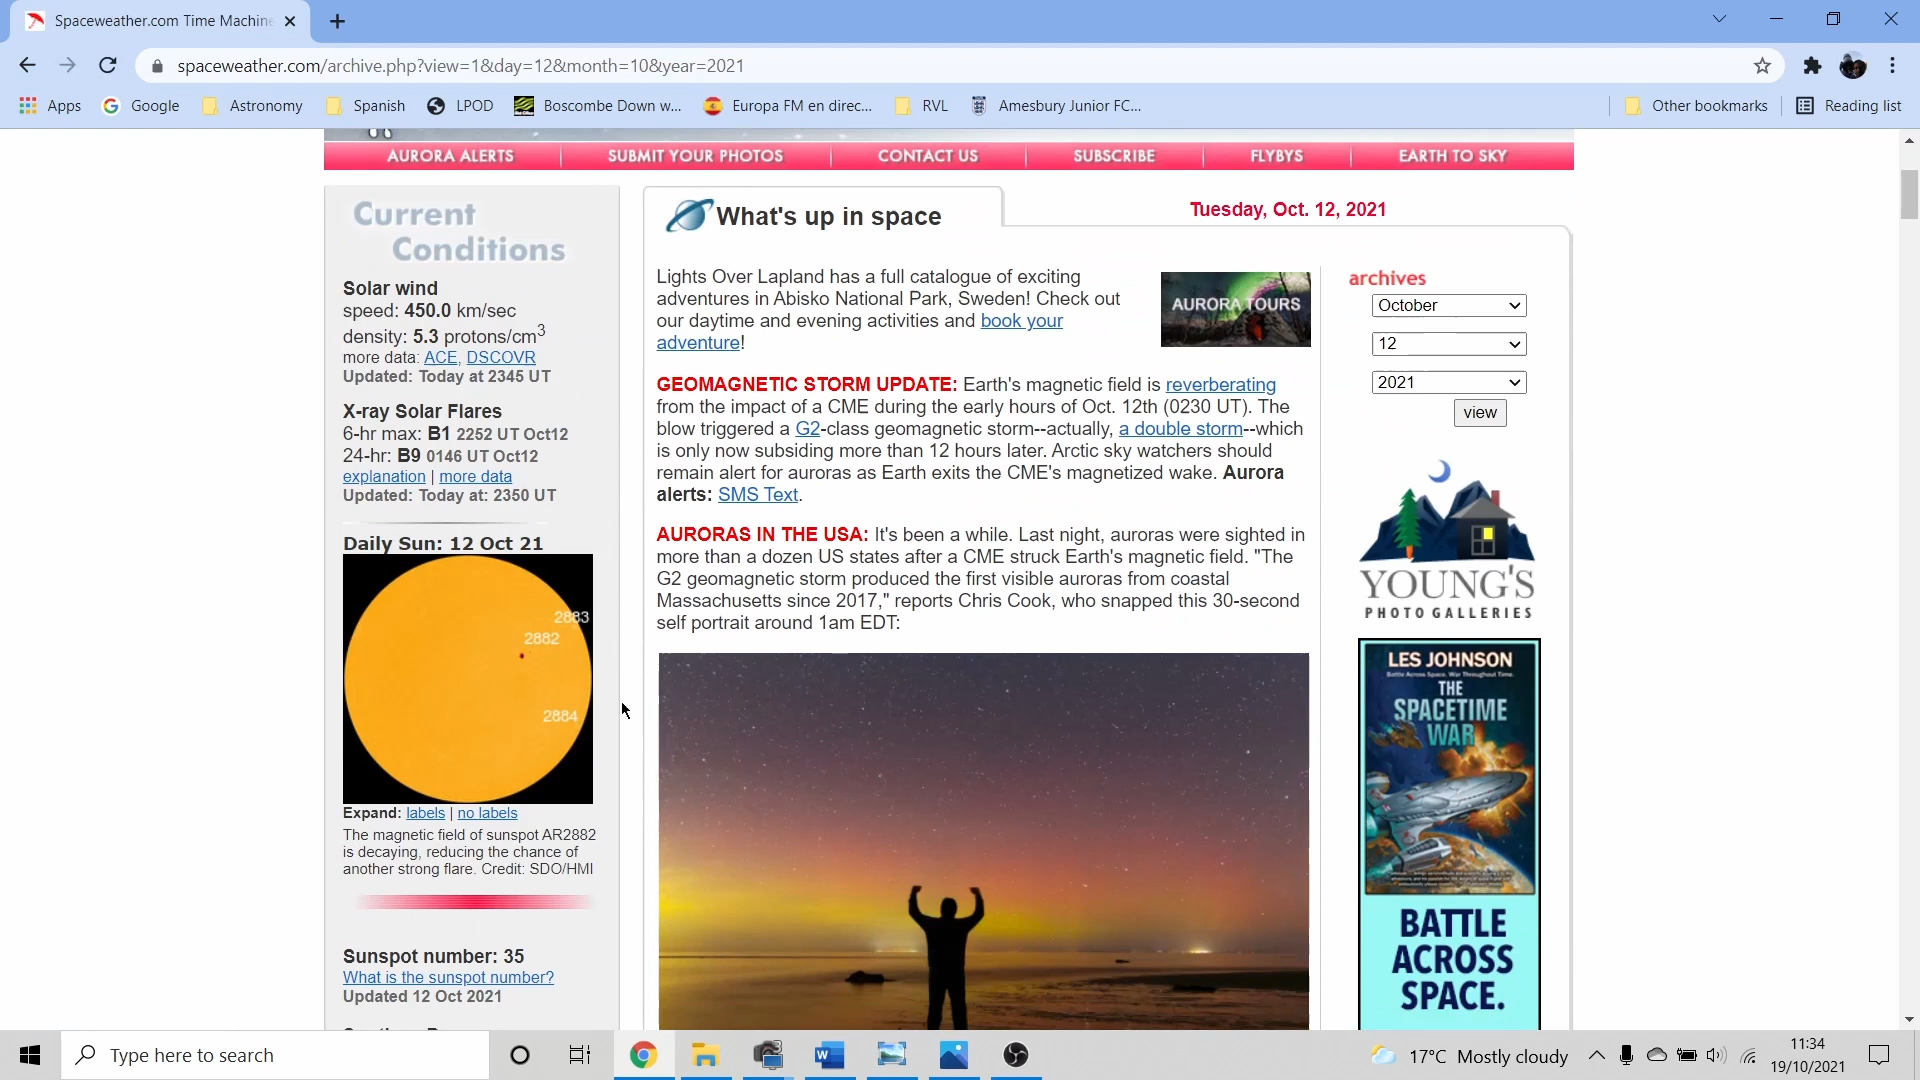 Spaceweather.com Time Machine
spaceweather.com/archive.php?view=1&day=12&month=10&year=2021
Apps
Google
Astronomy
Spanish
LPOD
Boscombe Down w...
Europa FM en direc...
RVL
Amesbury Junior FC...
Other bookmarks
Reading list
AURORA ALERTS
SUBMIT YOUR PHOTOS
CONTACT US
SUBSCRIBE
FLYBYS
EARTH TO SKY
Current
Conditions
Solar wind
speed: 450.0 km/sec
density: 5.3 protons/cm3
more data: ACE, DSCOVR
Updated: Today at 2345 UT
X-ray Solar Flares
6-hr max: B1 2252 UT Oct12
24-hr: B9 0146 UT Oct12
explanation | more data
Updated: Today at: 2350 UT
Daily Sun: 12 Oct 21
2883
2882
2884
Expand: labels | no labels
The magnetic field of sunspot AR2882
is decaying, reducing the chance of
another strong flare. Credit: SDO/HMI
Sunspot number: 35
What is the sunspot number?
Updated 12 Oct 2021
What's up in space
Tuesday, Oct. 12, 2021
Lights Over Lapland has a full catalogue of exciting
adventures in Abisko National Park, Sweden! Check out
our daytime and evening activities and book your
adventure!
AURORA TOURS
GEOMAGNETIC STORM UPDATE: Earth's magnetic field is reverberating
from the impact of a CME during the early hours of Oct. 12th (0230 UT). The
blow triggered a G2-class geomagnetic storm--actually, a double storm--which
is only now subsiding more than 12 hours later. Arctic sky watchers should
remain alert for auroras as Earth exits the CME's magnetized wake. Aurora
alerts: SMS Text.
AURORAS IN THE USA: It's been a while. Last night, auroras were sighted in
more than a dozen US states after a CME struck Earth's magnetic field. "The
G2 geomagnetic storm produced the first visible auroras from coastal
Massachusetts since 2017," reports Chris Cook, who snapped this 30-second
self portrait around 1am EDT:
archives
October
12
2021
view
YOUNG'S
PHOTO GALLERIES
LES JOHNSON
Battle Across Space. War Throughout Time.
THE
SPACETIME
WAR
BATTLE
ACROSS
SPACE.
Type here to search
17°C Mostly cloudy
11:34
19/10/2021